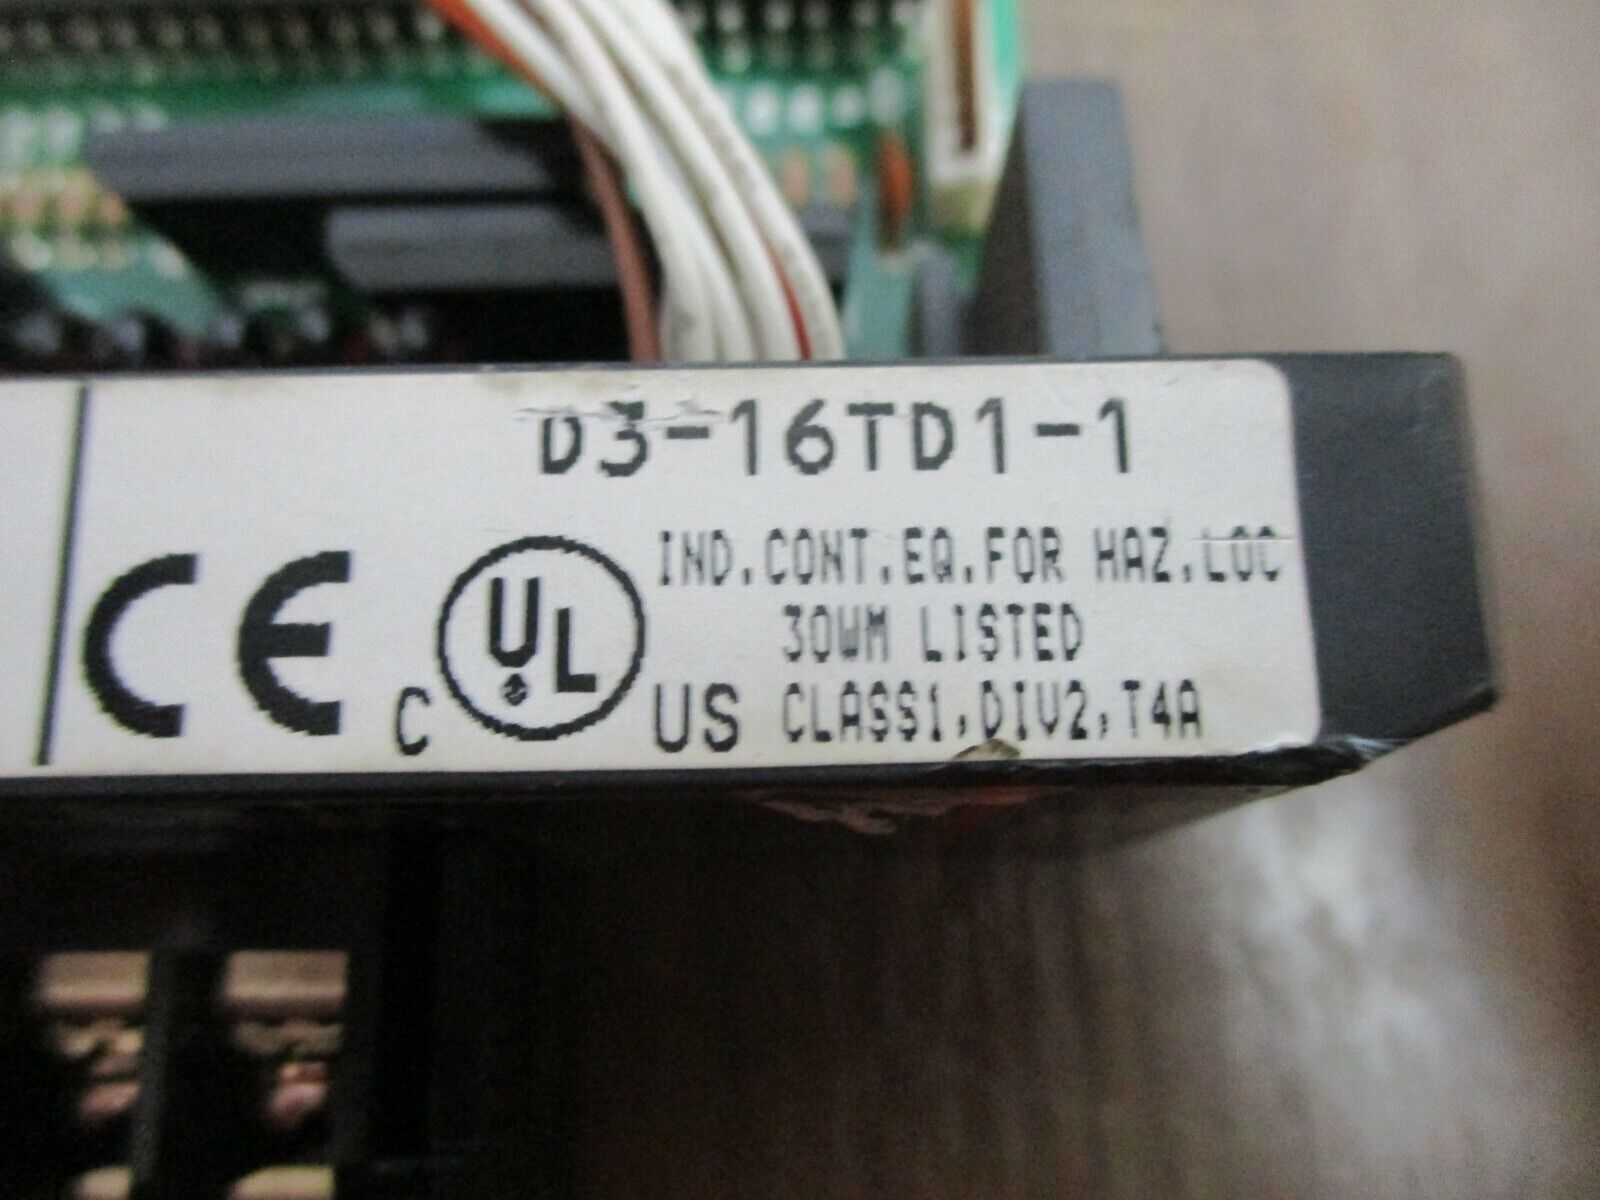 D3-16TD1-1
IND.CONT.EQ.FOR HAZ.LOC
30WM LISTED
CE C UL US CLASS1,DIV2,T4A